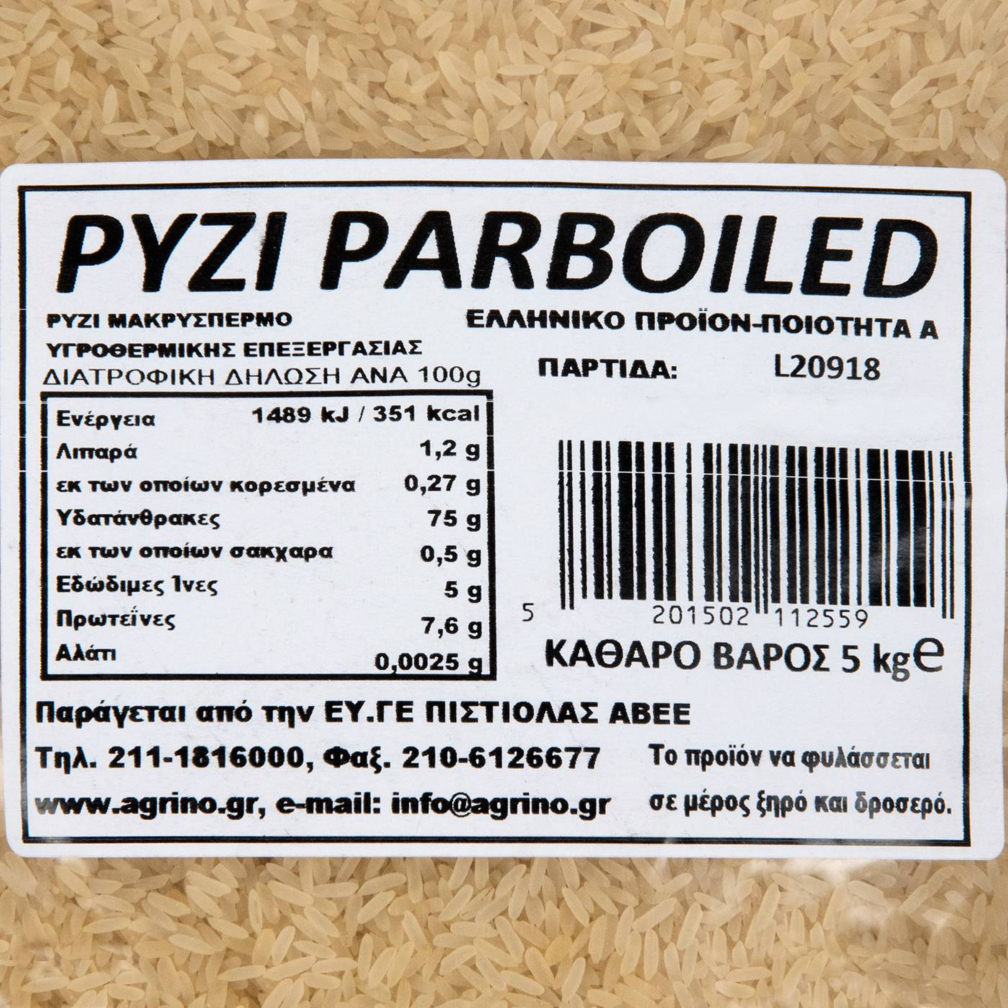 ΡΥΖΙ PARBOILED
ΡΥΖΙ ΜΑΚΡΥΣΠΕΡΜΟ
ΥΓΡΟΘΕΡΜΙΚΗΣ ΕΠΕΞΕΡΓΑΣΙΑΣ
ΔΙΑΤΡΟΦΙΚΗ ΔΗΛΩΣΗ ΑΝΑ 100g
Ενέργεια 1489 kJ / 351 kcal
Λιπαρά 1,2 g
εκ των οποίων κορεσμένα 0,27 g
Υδατάνθρακες 75 g
εκ των οποίων σακχαρα 0,5 g
Εδώδιμες Ίνες 5 g
Πρωτεΐνες 7,6 g
Αλάτι 0,0025 g
ΕΛΛΗΝΙΚΟ ΠΡΟΪΟΝ-ΠΟΙΟΤΗΤΑ Α
ΠΑΡΤΙΔΑ: L20918
5 201502 112559
ΚΑΘΑΡΟ ΒΑΡΟΣ 5 kg e
Παράγεται από την ΕΥ.ΓΕ ΠΙΣΤΙΟΛΑΣ ΑΒΕΕ
Τηλ. 211-1816000, Φαξ. 210-6126677
www.agrino.gr, e-mail: info@agrino.gr
Το προϊόν να φυλάσσεται
σε μέρος ξηρό και δροσερό.